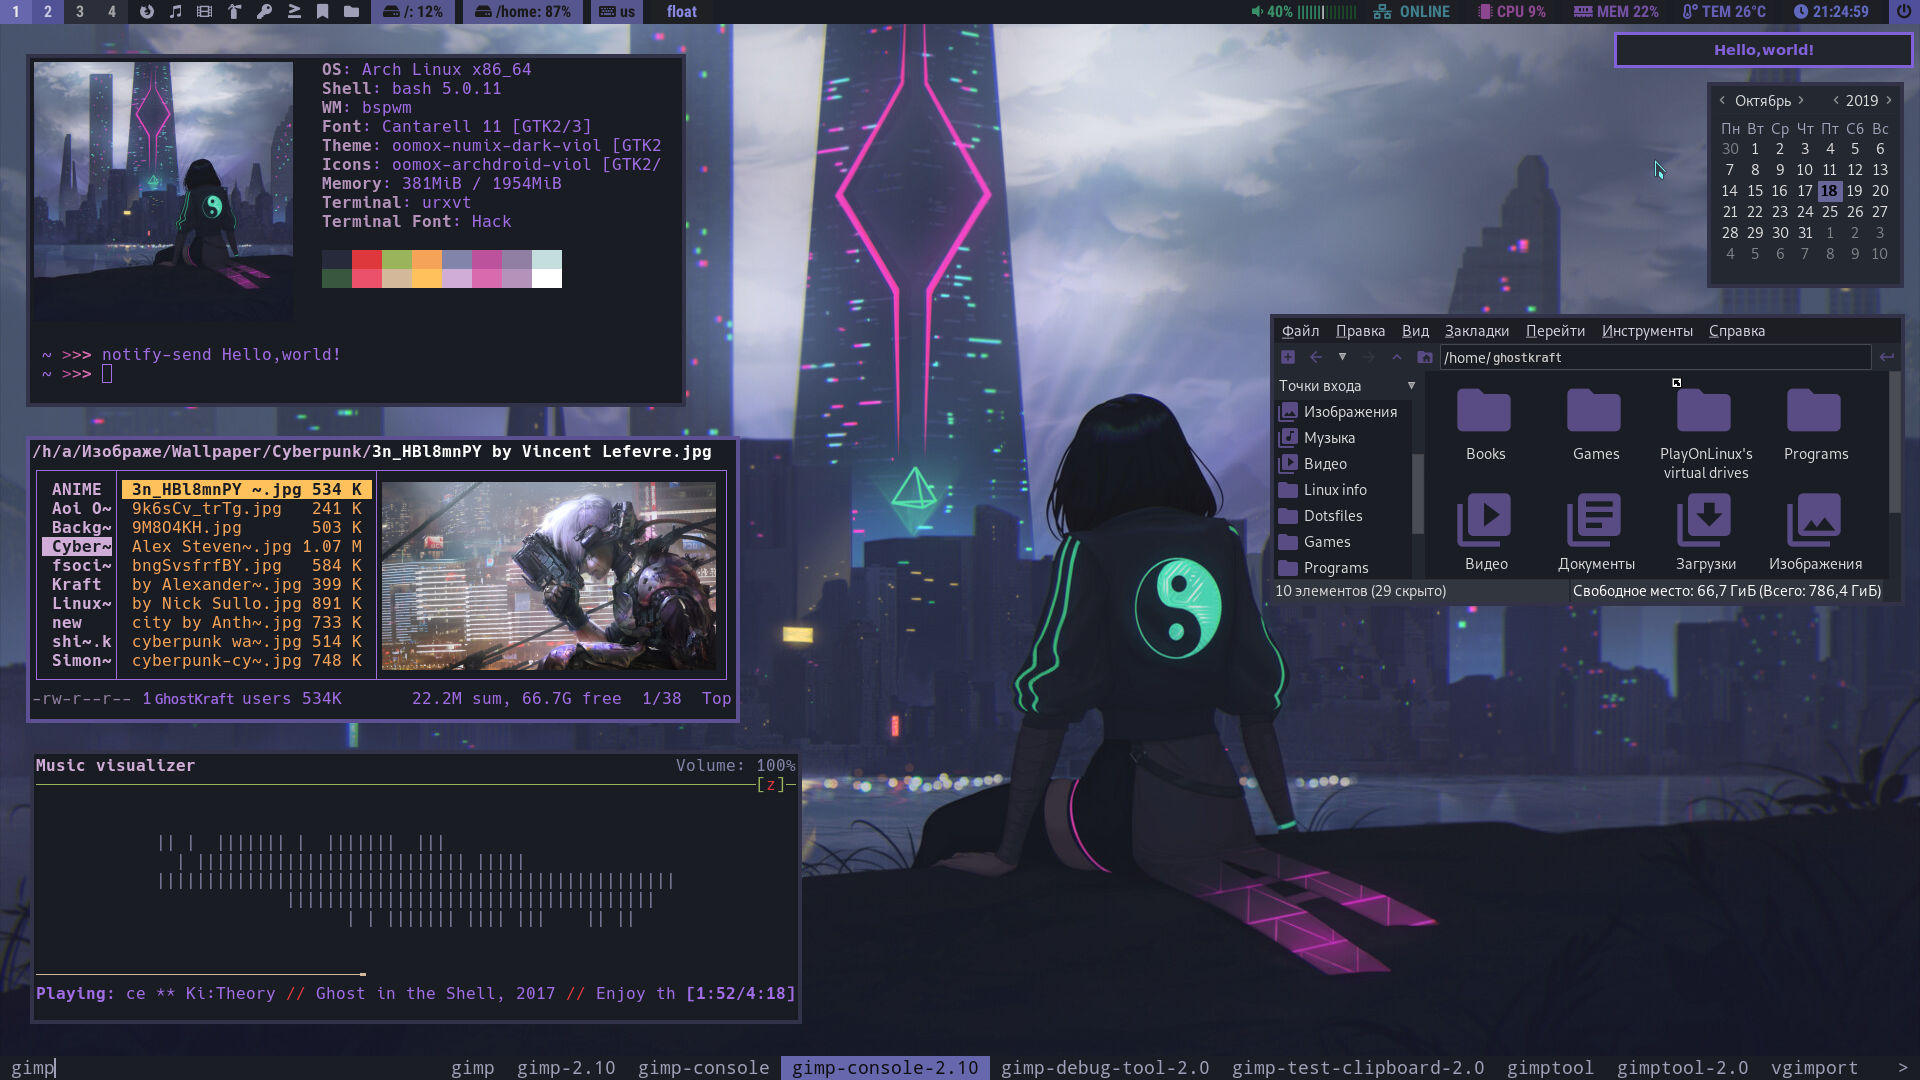 1 2 3 4 /: 12% /home: 87% us float 40% ONLINE CPU 9% MEM 22% TEM 26°C 21:24:59
Hello,world!
OS: Arch Linux x86_64
Shell: bash 5.0.11
WM: bspwm
Font: Cantarell 11 [GTK2/3]
Theme: oomox-numix-dark-viol [GTK2
Icons: oomox-archdroid-viol [GTK2/
Memory: 381MiB / 1954MiB
Terminal: urxvt
Terminal Font: Hack
~ >>> notify-send Hello,world!
~ >>>
‹ Октябрь › ‹ 2019 ›
Пн Вт Ср Чт Пт Сб Вс
30 1 2 3 4 5 6
7 8 9 10 11 12 13
14 15 16 17 18 19 20
21 22 23 24 25 26 27
28 29 30 31 1 2 3
4 5 6 7 8 9 10
Файл Правка Вид Закладки Перейти Инструменты Справка
/home/ghostkraft
Точки входа
Изображения
Музыка
Видео
Linux info
Dotsfiles
Games
Programs
Books Games PlayOnLinux's Programs
virtual drives
Видео Документы Загрузки Изображения
10 элементов (29 скрыто) Свободное место: 66,7 ГиБ (Всего: 786,4 ГиБ)
/h/a/Изображе/Wallpaper/Cyberpunk/3n_HBl8mnPY by Vincent Lefevre.jpg
ANIME 3n_HBl8mnPY ~.jpg 534 K
Aoi O~ 9k6sCv_trTg.jpg 241 K
Backg~ 9M8O4KH.jpg 503 K
Cyber~ Alex Steven~.jpg 1.07 M
fsoci~ bngSvsfrfBY.jpg 584 K
Kraft by Alexander~.jpg 399 K
Linux~ by Nick Sullo.jpg 891 K
new city by Anth~.jpg 733 K
shi~.k cyberpunk wa~.jpg 514 K
Simon~ cyberpunk-cy~.jpg 748 K
-rw-r--r-- 1 GhostKraft users 534K 22.2M sum, 66.7G free 1/38 Top
Music visualizer Volume: 100%
[z]
Playing: ce ** Ki:Theory // Ghost in the Shell, 2017 // Enjoy th [1:52/4:18]
gimp gimp gimp-2.10 gimp-console gimp-console-2.10 gimp-debug-tool-2.0 gimp-test-clipboard-2.0 gimptool gimptool-2.0 vgimport >